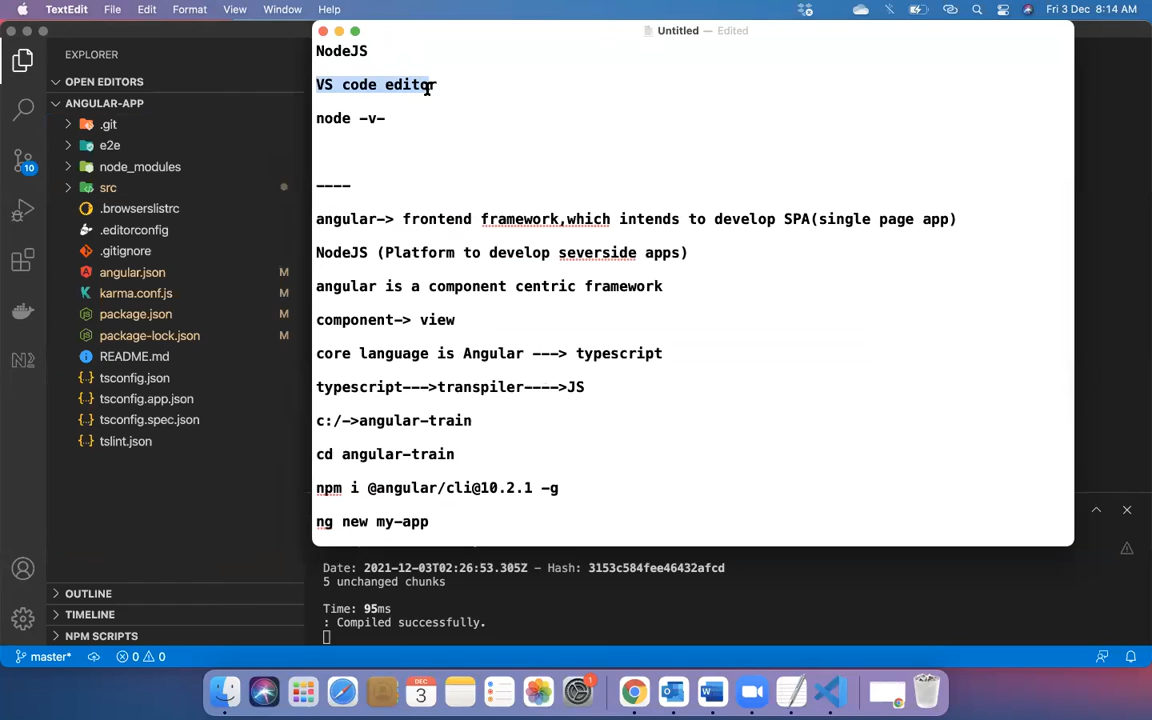 TextEdit File Edit Format View Window Help Fri 3 Dec 8:14 AM
Untitled — Edited
EXPLORER
OPEN EDITORS
ANGULAR-APP
.git
e2e
node_modules
src
.browserslistrc
.editorconfig
.gitignore
angular.json M
karma.conf.js M
package.json M
package-lock.json M
README.md
tsconfig.json
tsconfig.app.json
tsconfig.spec.json
tslint.json
OUTLINE
TIMELINE
NPM SCRIPTS
10
NodeJS
VS code editor
node -v-
----
angular-> frontend framework,which intends to develop SPA(single page app)
NodeJS (Platform to develop severside apps)
angular is a component centric framework
component-> view
core language is Angular ---> typescript
typescript--->transpiler---->JS
c:/->angular-train
cd angular-train
npm i @angular/cli@10.2.1 -g
ng new my-app
Date: 2021-12-03T02:26:53.305Z - Hash: 3153c584fee46432afcd
5 unchanged chunks
Time: 95ms
: Compiled successfully.
master* 0 0
DEC
3
1